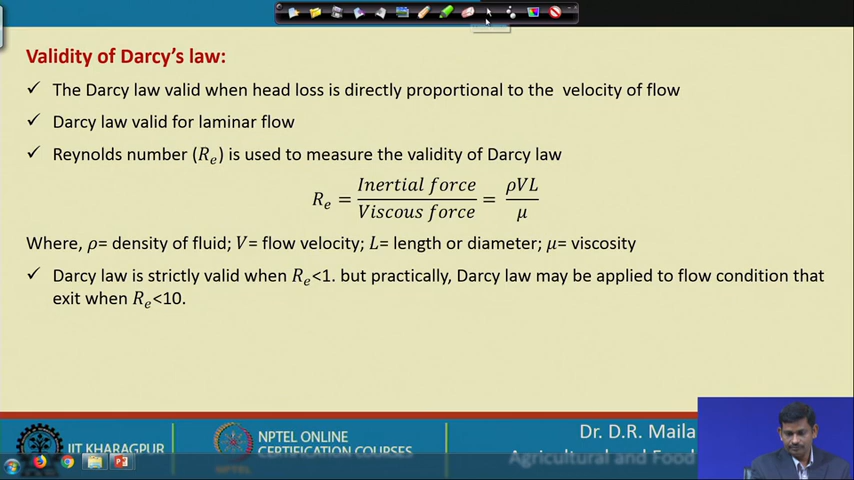 Validity of Darcy's law:
✓ The Darcy law valid when head loss is directly proportional to the velocity of flow
✓ Darcy law valid for laminar flow
✓ Reynolds number (Rₑ) is used to measure the validity of Darcy law
Rₑ = Inertial force / Viscous force = ρVL / μ
Where, ρ= density of fluid; V= flow velocity; L= length or diameter; μ= viscosity
✓ Darcy law is strictly valid when Rₑ<1. but practically, Darcy law may be applied to flow condition that
exit when Rₑ<10.
IIT KHARAGPUR
NPTEL ONLINE
CERTIFICATION COURSES
Dr. D.R. Maila
Agricultural and Food